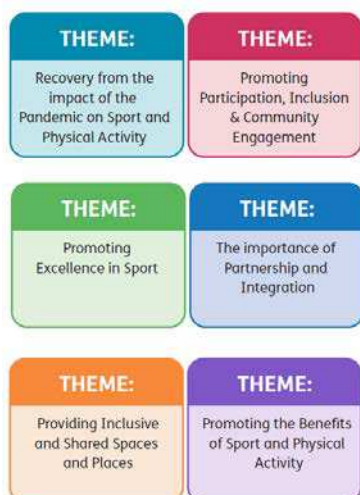 THEME:
Recovery from the
impact of the
Pandemic on Sport and
Physical Activity
THEME:
Promoting
Participation, Inclusion
& Community
Engagement
THEME:
Promoting
Excellence in Sport
THEME:
The importance of
Partnership and
Integration
THEME:
Providing Inclusive
and Shared Spaces
and Places
THEME:
Promoting the Benefits
of Sport and Physical
Activity